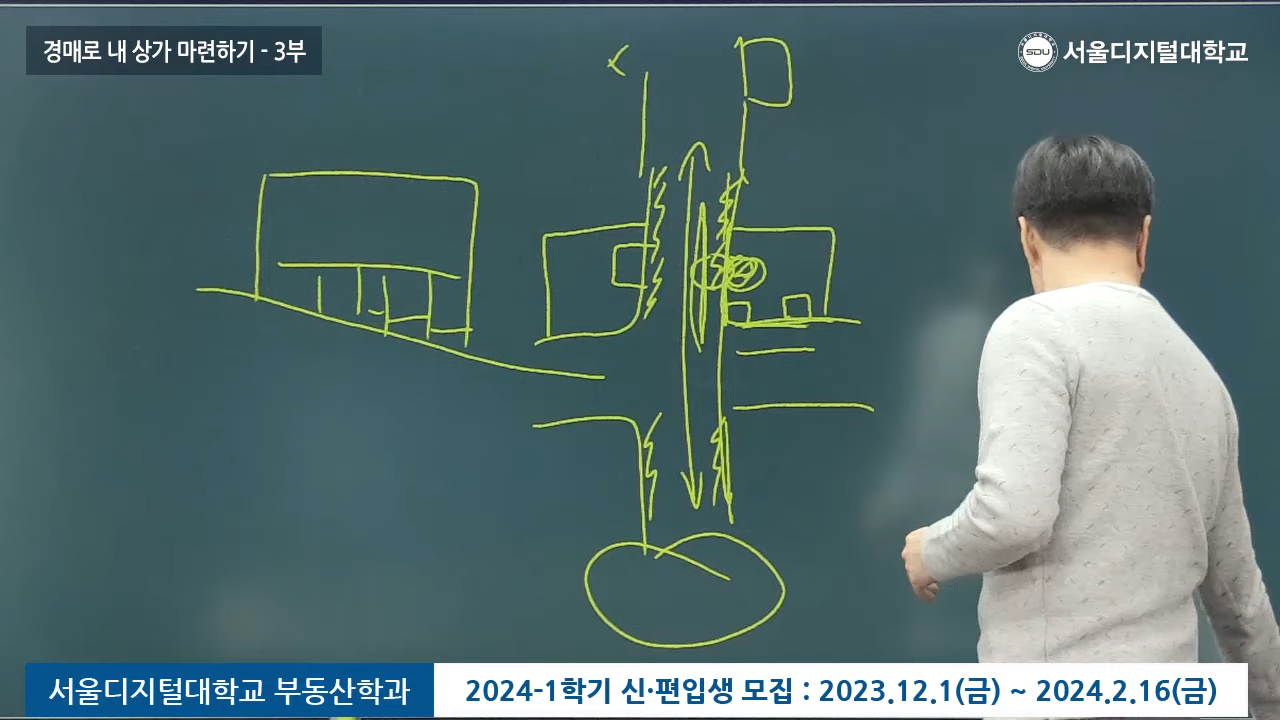 경매로 내 상가 마련하기 - 3부
SDU 서울디지털대학교
서울디지털대학교 부동산학과
2024-1학기 신·편입생 모집 : 2023.12.1(금) ~ 2024.2.16(금)